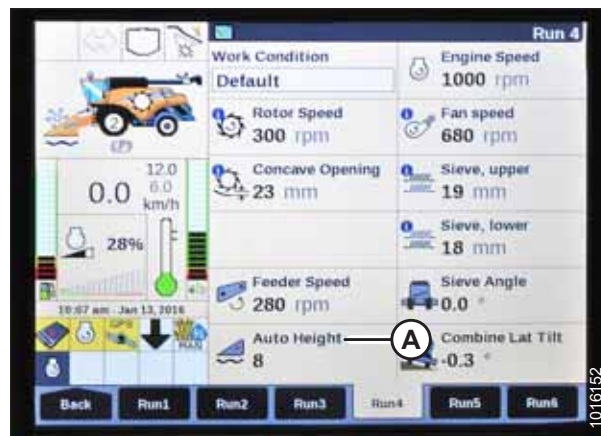 Run 4
Work Condition
Default
Engine Speed
1000 rpm
Rotor Speed
300 rpm
Fan speed
680 rpm
Concave Opening
23 mm
Sieve, upper
19 mm
Sieve, lower
18 mm
Feeder Speed
280 rpm
Sieve Angle
0.0 °
Auto Height
8
A
Combine Lat Tilt
-0.3 °
2
(P)
0.0
12.0
6.0
km/h
28%
10:07 am - Jan 13, 2016
GPS
MAN
Back
Run1
Run2
Run3
Run4
Run5
Run6
1016152